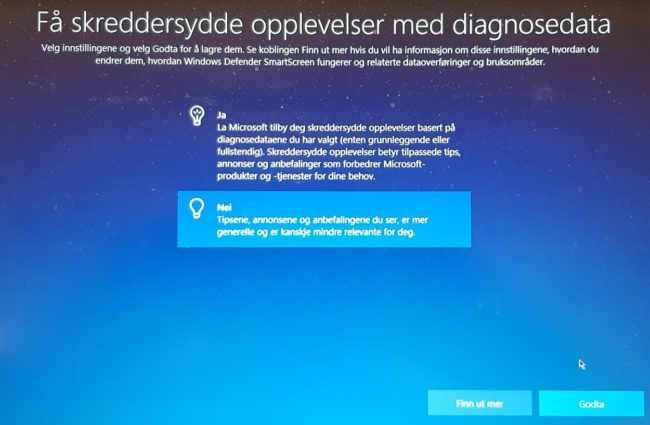 Få skreddersydde opplevelser med diagnosedata
Velg innstillingene og velg Godta for å lagre dem. Se koblingen Finn ut mer hvis du vil ha informasjon om disse innstillingene, hvordan du
endrer dem, hvordan Windows Defender SmartScreen fungerer og relaterte dataoverføringer og bruksområder.
Ja
La Microsoft tilby deg skreddersydde opplevelser basert på
diagnosedataene du har valgt (enten grunnleggende eller
fullstendig). Skreddersydde opplevelser betyr tilpassede tips,
annonser og anbefalinger som forbedrer Microsoft-
produkter og -tjenester for dine behov.
Nei
Tipsene, annonsene og anbefalingene du ser, er mer
generelle og er kanskje mindre relevante for deg.
Finn ut mer
Godta